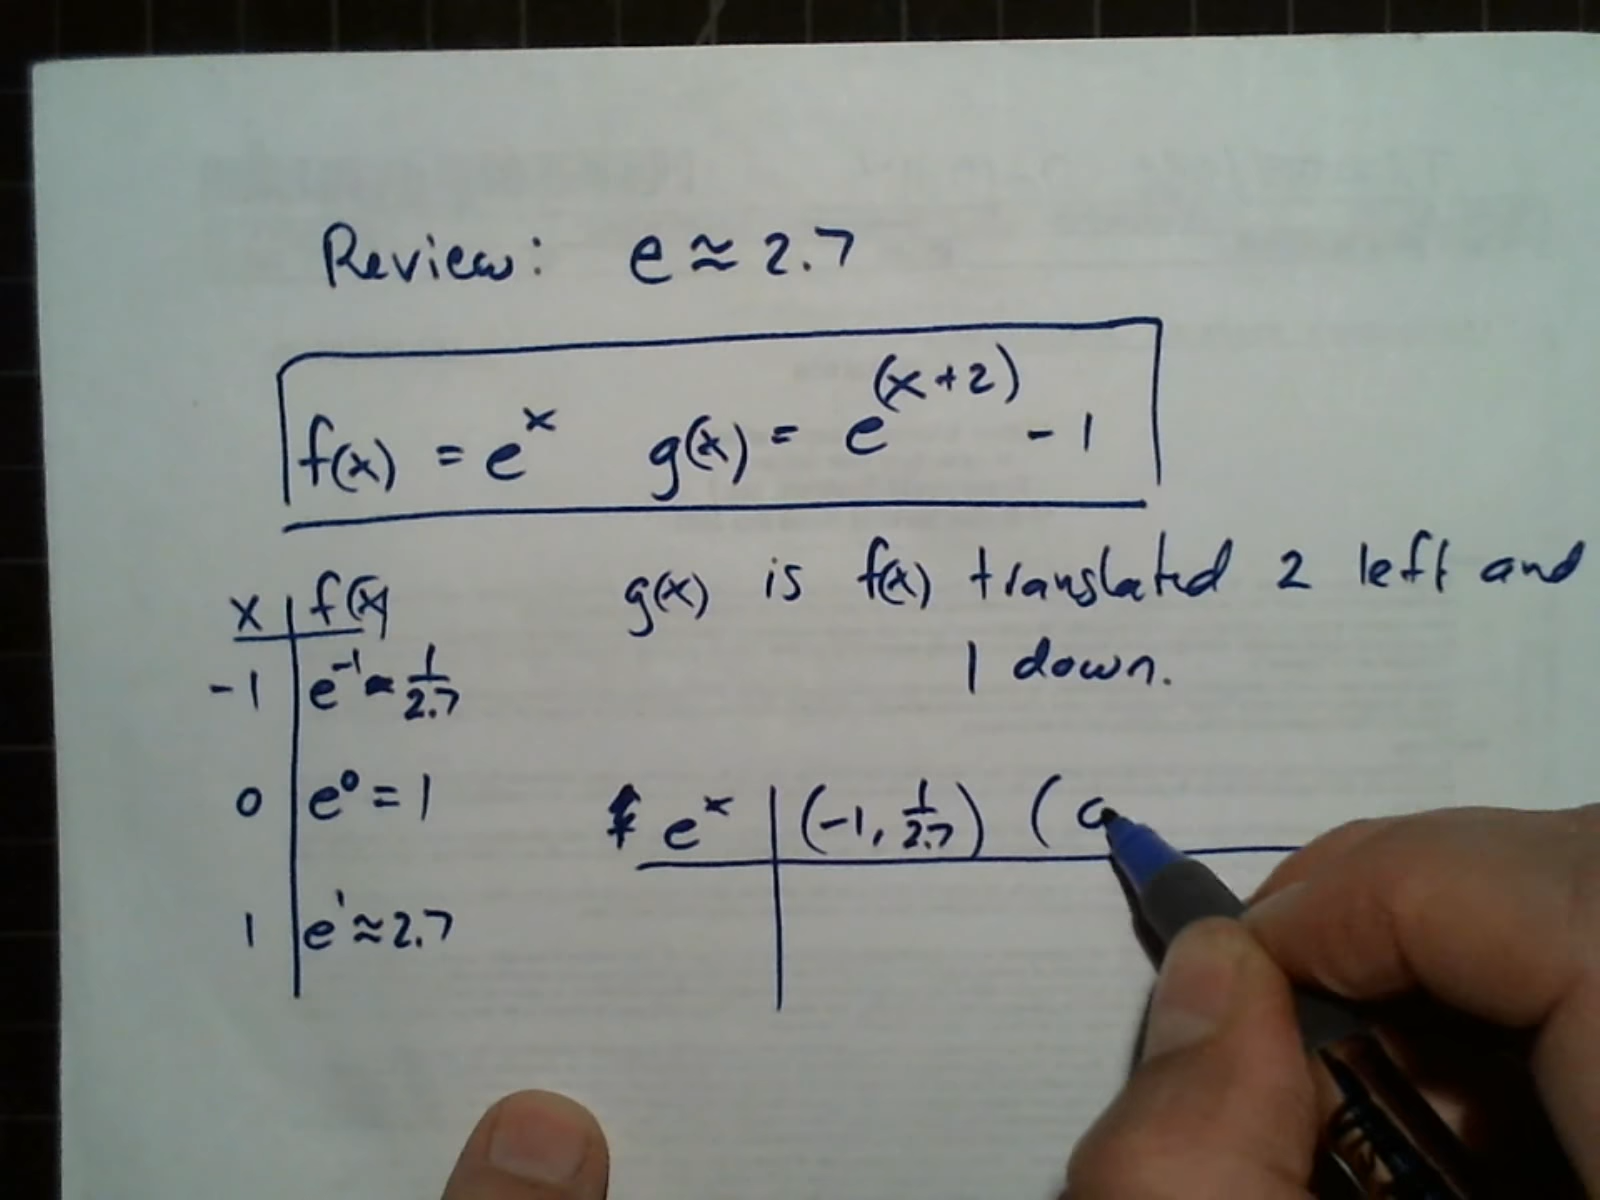 Review: e ≈ 2.7
f(x) = e^x g(x) = e^(x+2) - 1
g(x) is f(x) translated 2 left and
1 down.
x | f(x)
-1 | e^-1 ≈ 1/2.7
0 | e^0 = 1
1 | e^1 ≈ 2.7
e^x | (-1, 1/2.7) (